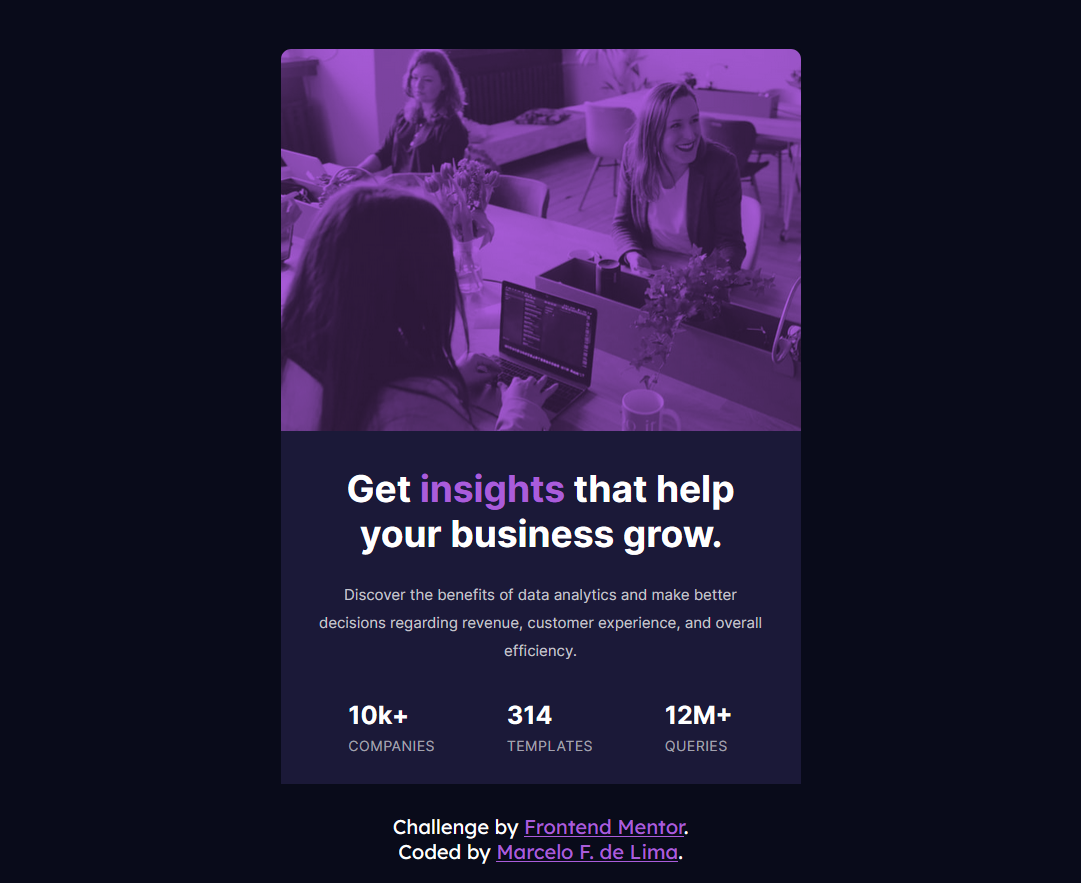 Get insights that help
your business grow.
Discover the benefits of data analytics and make better
decisions regarding revenue, customer experience, and overall
efficiency.
10k+ 314 12M+
COMPANIES TEMPLATES QUERIES
Challenge by Frontend Mentor.
Coded by Marcelo F. de Lima.